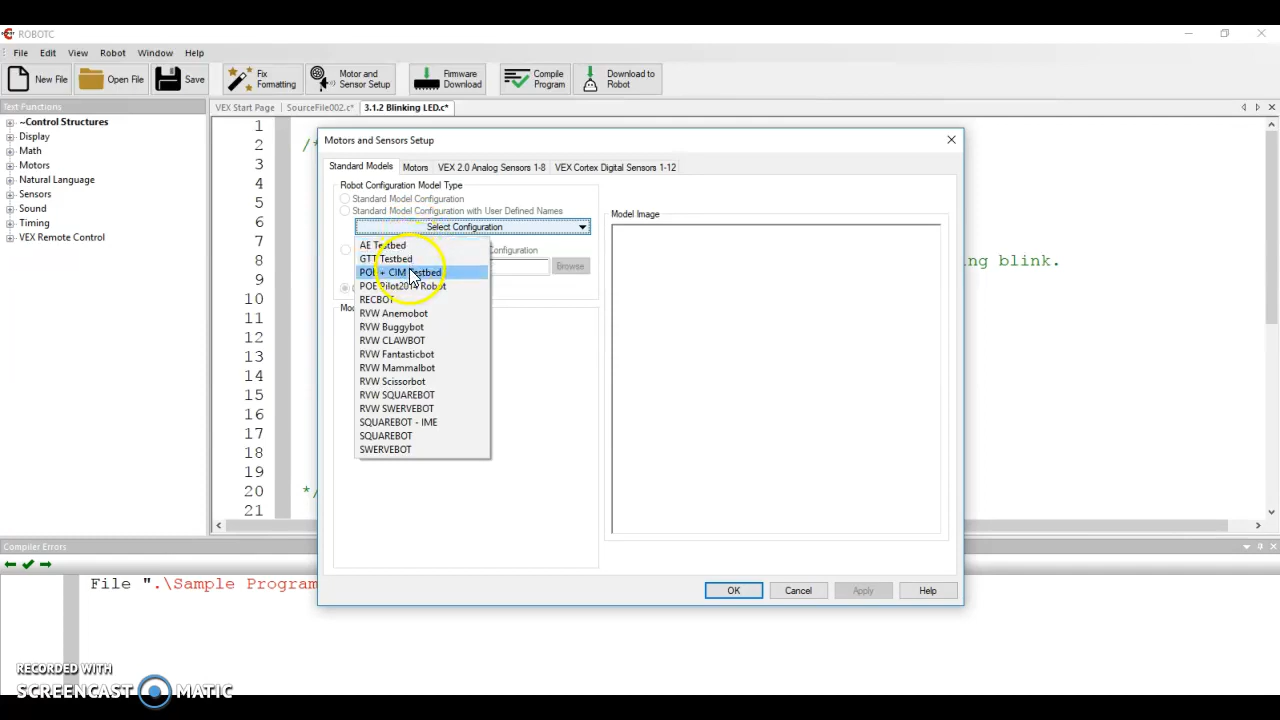 ROBOTC
File Edit View Robot Window Help
New File Open File Save Fix Formatting Motor and Sensor Setup Firmware Download Compile Program Download to Robot
Test Functions
VEX Start Page SourceFile002.c* 3.1.2 Blinking LED.c*
~Control Structures
Display
Math
Motors
Natural Language
Sensors
Sound
Timing
VEX Remote Control
1
2 /*
3
4
5
6
7
8 ng blink.
9
10
11
12
13
14
15
16
17
18
19
20 */
21
Motors and Sensors Setup
Standard Models Motors VEX 2.0 Analog Sensors 1-8 VEX Cortex Digital Sensors 1-12
Robot Configuration Model Type
Standard Model Configuration
Standard Model Configuration with User Defined Names
Select Configuration
Configuration
Browse
AE Testbed
GTT Testbed
POE + CIM Testbed
POE Pilot2014 Robot
RECBOT
RVW Anemobot
RVW Buggybot
RVW CLAWBOT
RVW Fantasticbot
RVW Mammalbot
RVW Scissorbot
RVW SQUAREBOT
RVW SWERVEBOT
SQUAREBOT - IME
SQUAREBOT
SWERVEBOT
Model Image
OK Cancel Apply Help
Compiler Errors
File ".\Sample Program
RECORDED WITH
SCREENCAST MATIC